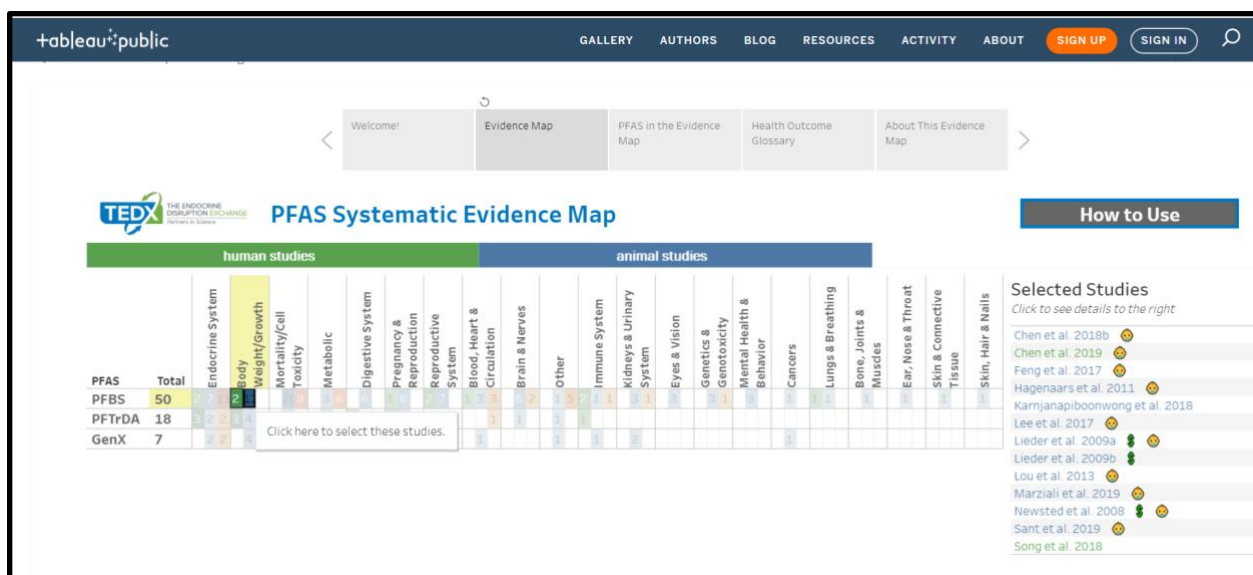 +ableau public
GALLERY AUTHORS BLOG RESOURCES ACTIVITY ABOUT SIGN UP SIGN IN
Welcome!
Evidence Map
PFAS in the Evidence
Map
Health Outcome
Glossary
About This Evidence
Map
TEDX
THE ENDOCRINE
DISRUPTION EXCHANGE
Partners in Science
PFAS Systematic Evidence Map
How to Use
human studies
animal studies
PFAS Total
Endocrine System
Body
Weight/Growth
Mortality/Cell
Toxicity
Metabolic
Digestive System
Pregnancy &
Reproduction
Reproductive
System
Blood, Heart &
Circulation
Brain & Nerves
Other
Immune System
Kidneys & Urinary
System
Eyes & Vision
Genetics &
Genotoxicity
Mental Health &
Behavior
Cancers
Lungs & Breathing
Bone, Joints &
Muscles
Ear, Nose & Throat
Skin & Connective
Tissue
Skin, Hair & Nails
PFBS 50
PFTrDA 18
GenX 7
Click here to select these studies.
Selected Studies
Click to see details to the right
Chen et al. 2018b
Chen et al. 2019
Feng et al. 2017
Hagenaars et al. 2011
Karnjanapiboonwong et al. 2018
Lee et al. 2017
Lieder et al. 2009a
Lieder et al. 2009b
Lou et al. 2013
Marziali et al. 2019
Newsted et al. 2008
Sant et al. 2019
Song et al. 2018